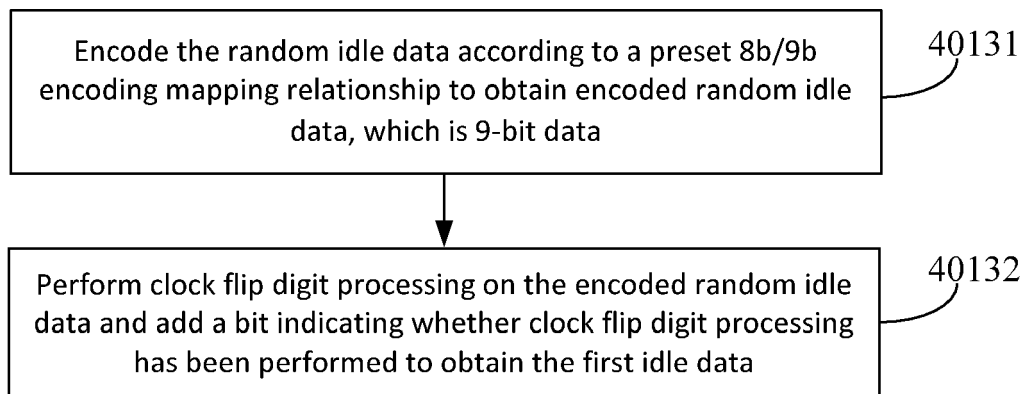 Encode the random idle data according to a preset 8b/9b
encoding mapping relationship to obtain encoded random idle
data, which is 9-bit data
40131
Perform clock flip digit processing on the encoded random idle
data and add a bit indicating whether clock flip digit processing
has been performed to obtain the first idle data
40132